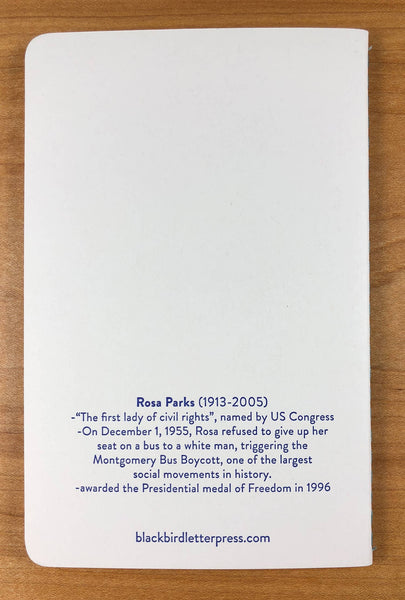 Rosa Parks (1913-2005)
-“The first lady of civil rights”, named by US Congress
-On December 1, 1955, Rosa refused to give up her
seat on a bus to a white man, triggering the
Montgomery Bus Boycott, one of the largest
social movements in history.
-awarded the Presidential medal of Freedom in 1996
blackbirdletterpress.com